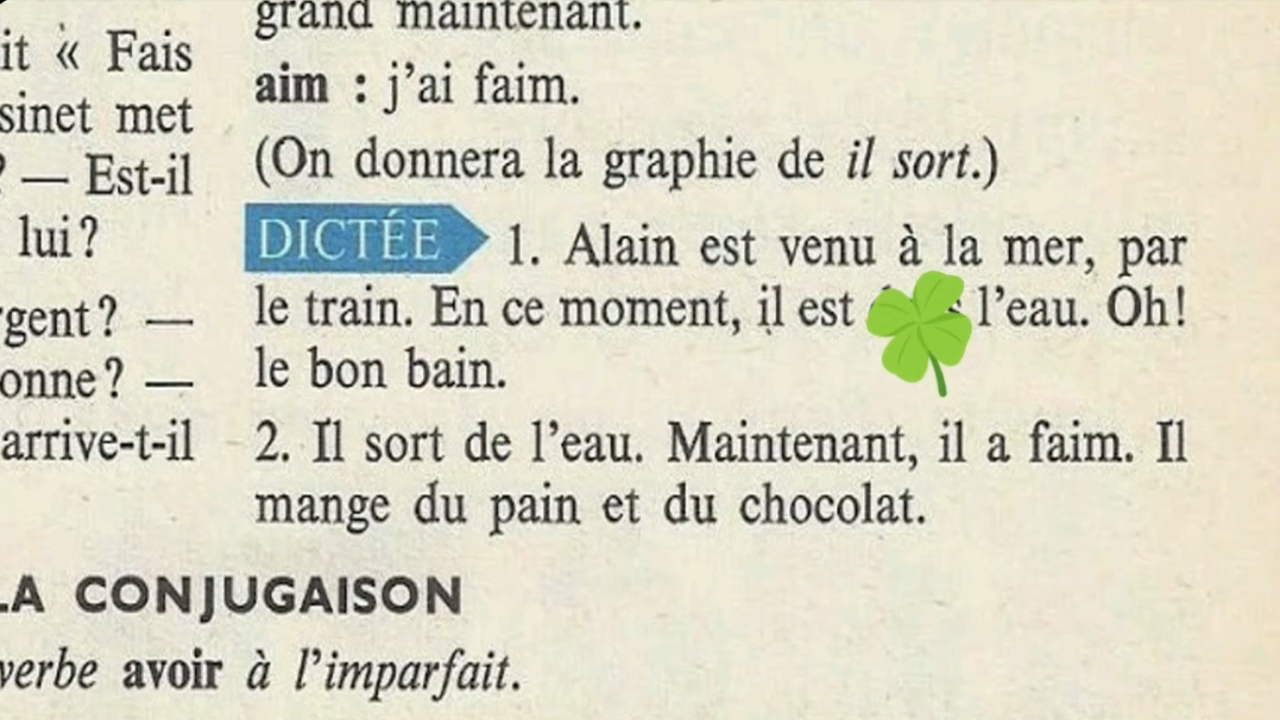 it « Fais
sinet met
? — Est-il
lui?
rgent? —
onne? —
arrive-t-il
grand maintenant.
aim : j'ai faim.
(On donnera la graphie de il sort.)
DICTÉE 1. Alain est venu à la mer, par
le train. En ce moment, il est l'eau. Oh!
le bon bain.
2. Il sort de l'eau. Maintenant, il a faim. Il
mange du pain et du chocolat.
LA CONJUGAISON
verbe avoir à l'imparfait.